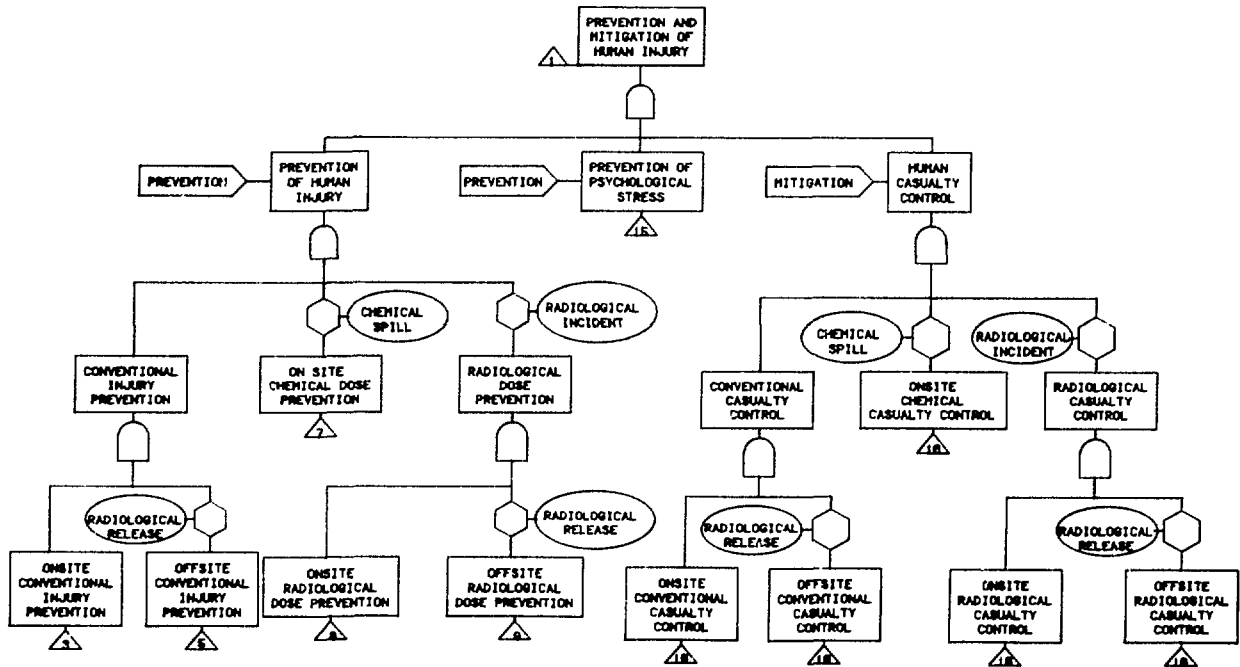 PREVENTION AND
MITIGATION OF
HUMAN INJURY
1
PREVENTION
PREVENTION
OF HUMAN
INJURY
PREVENTION
PREVENTION OF
PSYCHOLOGICAL
STRESS
15
MITIGATION
HUMAN
CASUALTY
CONTROL
CHEMICAL
SPILL
RADIOLOGICAL
INCIDENT
CHEMICAL
SPILL
RADIOLOGICAL
INCIDENT
CONVENTIONAL
INJURY
PREVENTION
ON SITE
CHEMICAL DOSE
PREVENTION
7
RADIOLOGICAL
DOSE
PREVENTION
CONVENTIONAL
CASUALTY
CONTROL
ONSITE
CHEMICAL
CASUALTY CONTROL
RADIOLOGICAL
CASUALTY
CONTROL
RADIOLOGICAL
RELEASE
RADIOLOGICAL
RELEASE
RADIOLOGICAL
RELEASE
RADIOLOGICAL
RELEASE
ONSITE
CONVENTIONAL
INJURY
PREVENTION
3
OFFSITE
CONVENTIONAL
INJURY
PREVENTION
5
ONSITE
RADIOLOGICAL
DOSE PREVENTION
8
OFFSITE
RADIOLOGICAL
DOSE PREVENTION
9
ONSITE
CONVENTIONAL
CASUALTY
CONTROL
OFFSITE
CONVENTIONAL
CASUALTY
CONTROL
ONSITE
RADIOLOGICAL
CASUALTY
CONTROL
OFFSITE
RADIOLOGICAL
CASUALTY
CONTROL